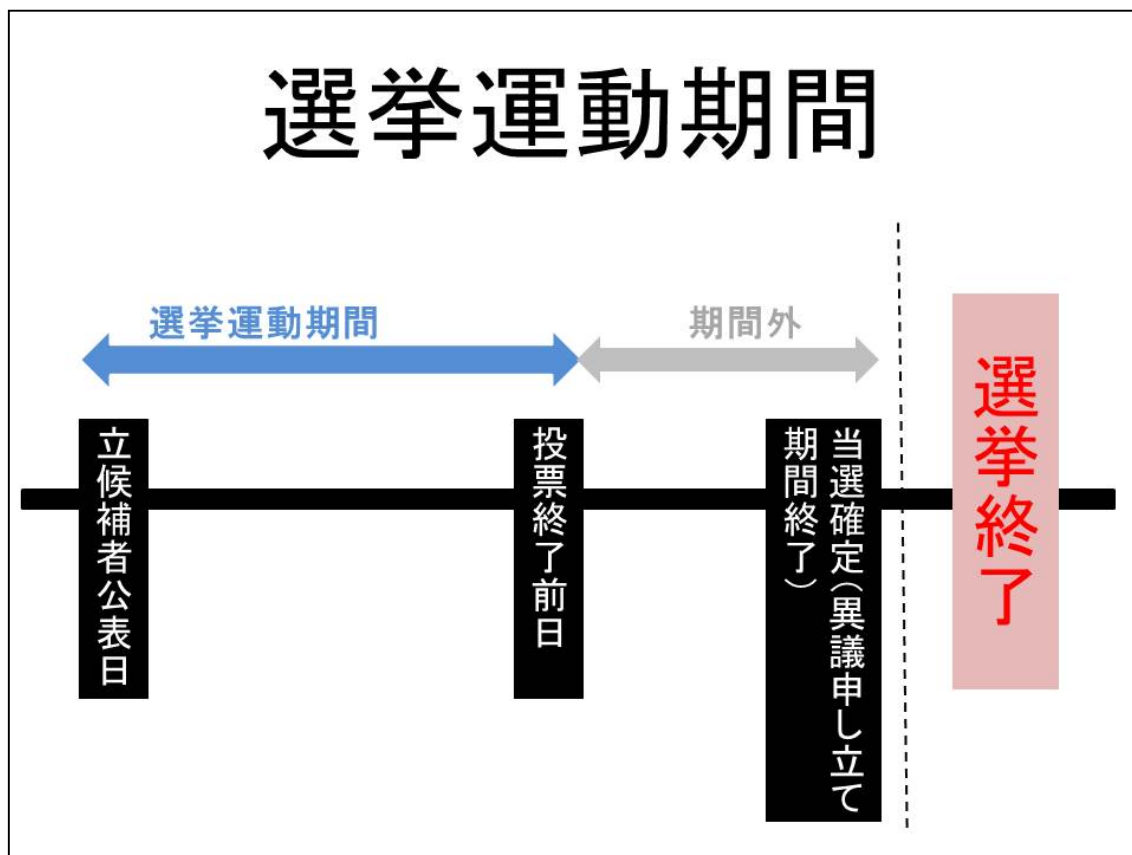 選挙運動期間
選挙運動期間
期間外
立候補者公表日
投票終了前日
当選確定（異議申し立て
期間終了）
選挙終了